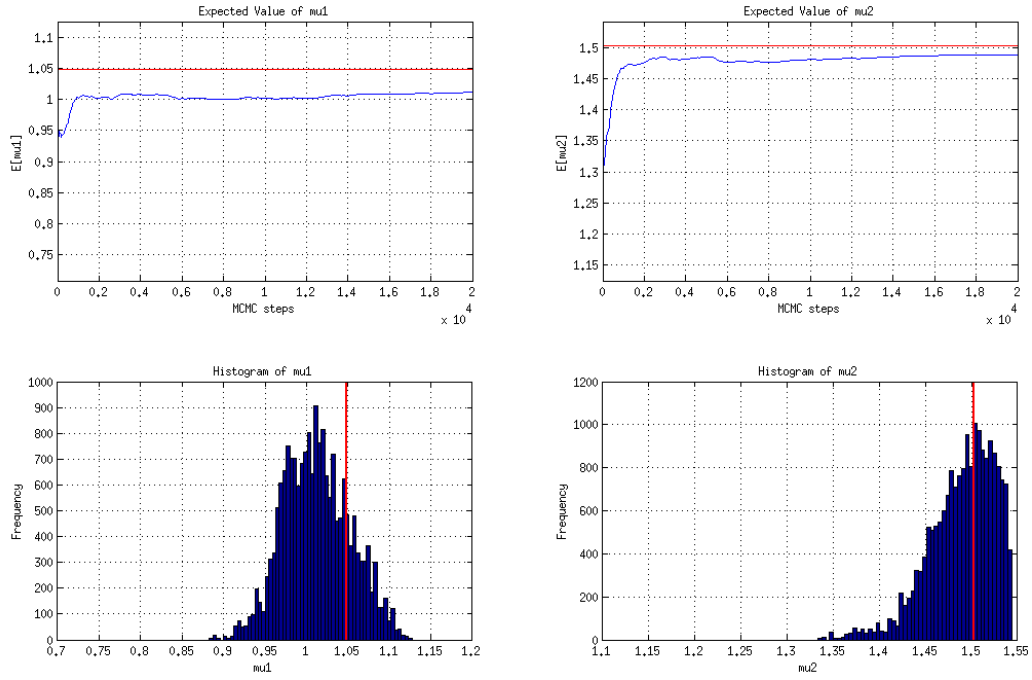 Expected Value of mu1
1.1
1.05
1
0.95
0.9
0.85
0.8
0.75
E[mu1]
0 0.2 0.4 0.6 0.8 1 1.2 1.4 1.6 1.8 2
MCMC steps
x 10^4
Expected Value of mu2
1.5
1.45
1.4
1.35
1.3
1.25
1.2
1.15
E[mu2]
0 0.2 0.4 0.6 0.8 1 1.2 1.4 1.6 1.8 2
MCMC steps
x 10^4
Histogram of mu1
1000
900
800
700
600
500
400
300
200
100
0
Frequency
0.7 0.75 0.8 0.85 0.9 0.95 1 1.05 1.1 1.15 1.2
mu1
Histogram of mu2
1200
1000
800
600
400
200
0
Frequency
1.1 1.15 1.2 1.25 1.3 1.35 1.4 1.45 1.5 1.55
mu2